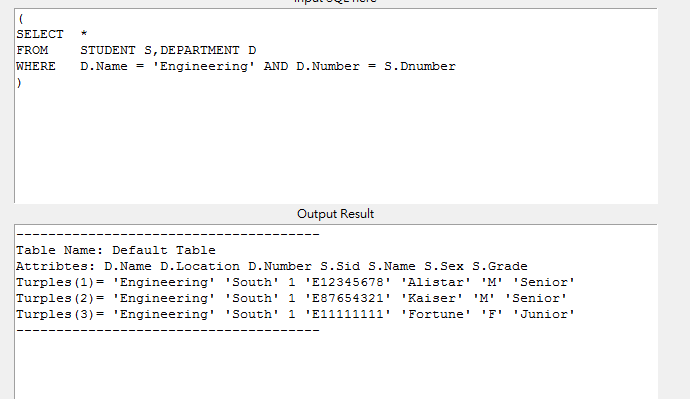 Input SQL here
(
SELECT *
FROM STUDENT S,DEPARTMENT D
WHERE D.Name = 'Engineering' AND D.Number = S.Dnumber
)
Output Result
--------------------------------------
Table Name: Default Table
Attribtes: D.Name D.Location D.Number S.Sid S.Name S.Sex S.Grade
Turples(1)= 'Engineering' 'South' 1 'E12345678' 'Alistar' 'M' 'Senior'
Turples(2)= 'Engineering' 'South' 1 'E87654321' 'Kaiser' 'M' 'Senior'
Turples(3)= 'Engineering' 'South' 1 'E11111111' 'Fortune' 'F' 'Junior'
--------------------------------------